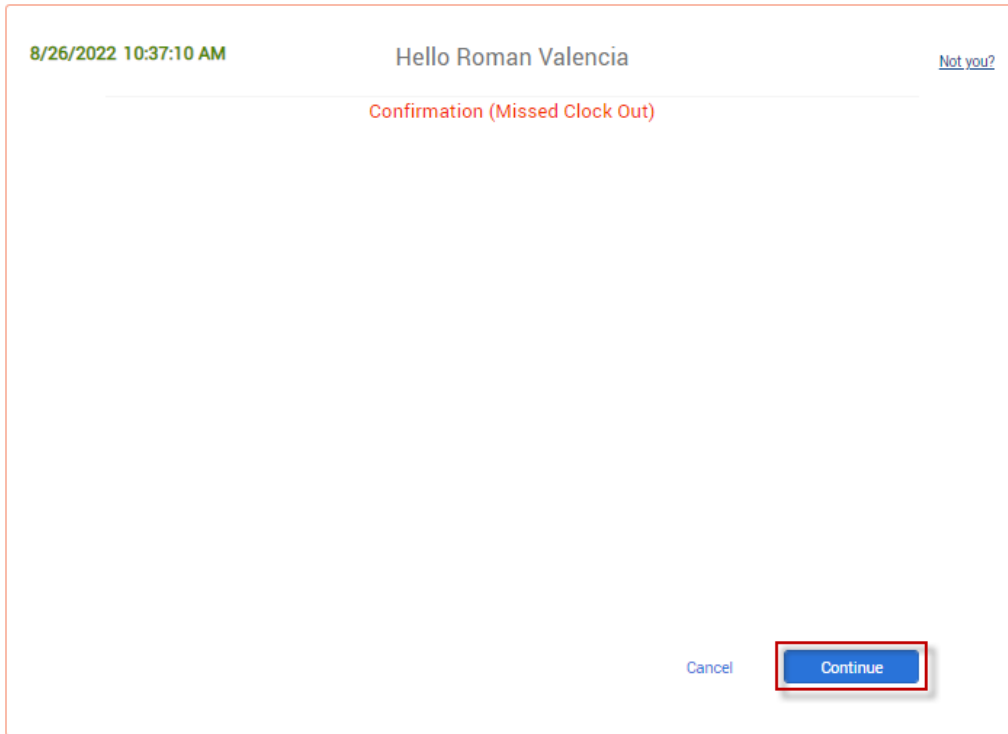 8/26/2022 10:37:10 AM
Hello Roman Valencia
Not you?
Confirmation (Missed Clock Out)
Cancel
Continue